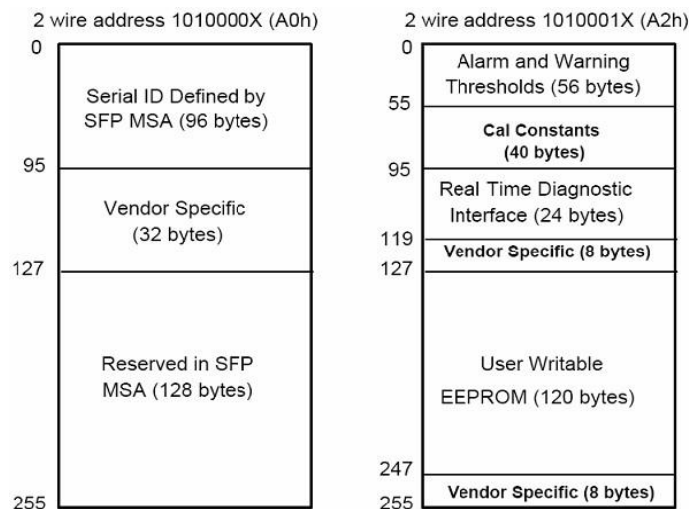 2 wire address 1010000X (A0h)
0
Serial ID Defined by
SFP MSA (96 bytes)
95
Vendor Specific
(32 bytes)
127
Reserved in SFP
MSA (128 bytes)
255
2 wire address 1010001X (A2h)
0
Alarm and Warning
Thresholds (56 bytes)
55
Cal Constants
(40 bytes)
95
Real Time Diagnostic
Interface (24 bytes)
119
Vendor Specific (8 bytes)
127
User Writable
EEPROM (120 bytes)
247
Vendor Specific (8 bytes)
255